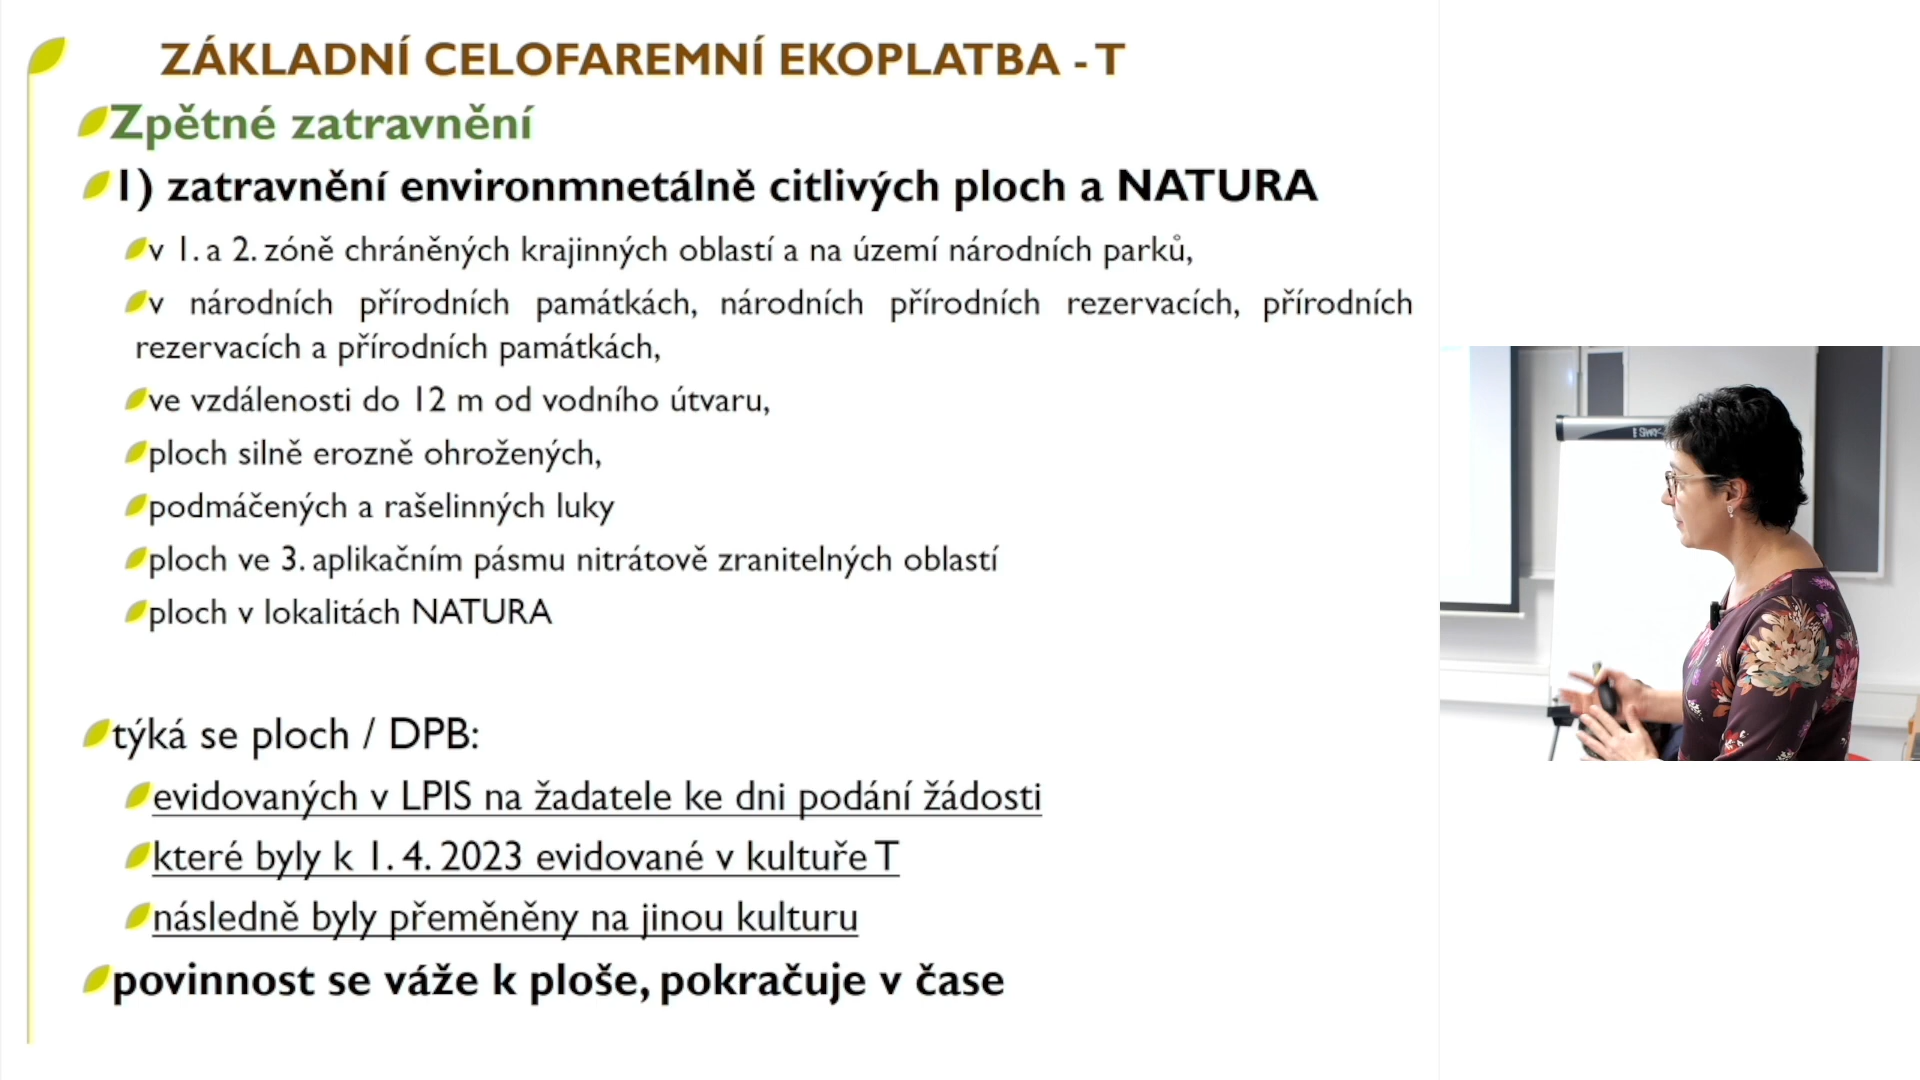 ZÁKLADNÍ CELOFAREMNÍ EKOPLATBA - T
Zpětné zatravnění
1) zatravnění environmnetálně citlivých ploch a NATURA
v 1. a 2. zóně chráněných krajinných oblastí a na území národních parků,
v národních přírodních památkách, národních přírodních rezervacích, přírodních
rezervacích a přírodních památkách,
ve vzdálenosti do 12 m od vodního útvaru,
ploch silně erozně ohrožených,
podmáčených a rašelinných luky
ploch ve 3. aplikačním pásmu nitrátově zranitelných oblastí
ploch v lokalitách NATURA
týká se ploch / DPB:
evidovaných v LPIS na žadatele ke dni podání žádosti
které byly k 1. 4. 2023 evidované v kultuře T
následně byly přeměněny na jinou kulturu
povinnost se váže k ploše, pokračuje v čase